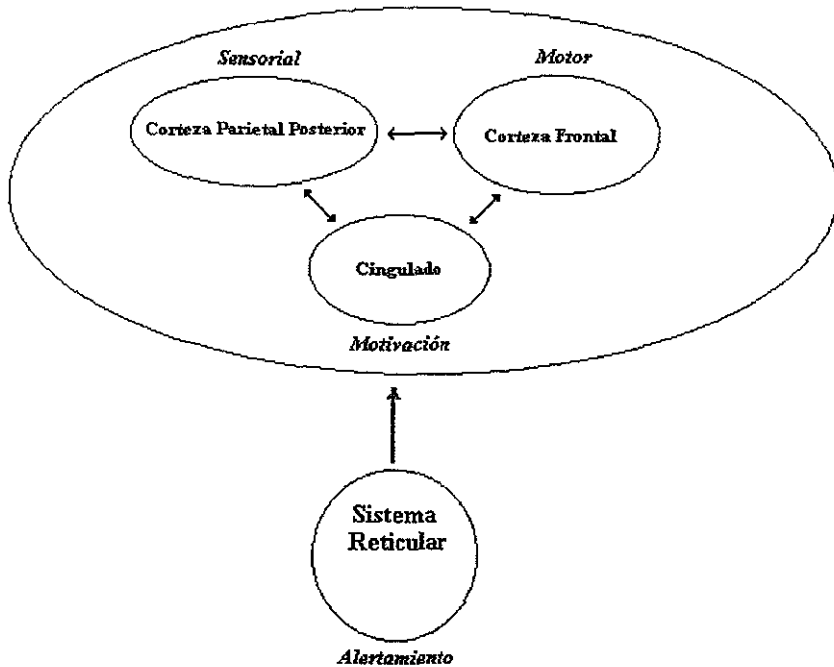 Sensorial
Motor
Corteza Parietal Posterior
Corteza Frontal
Cingulado
Motivación
Sistema
Reticular
Alertamiento